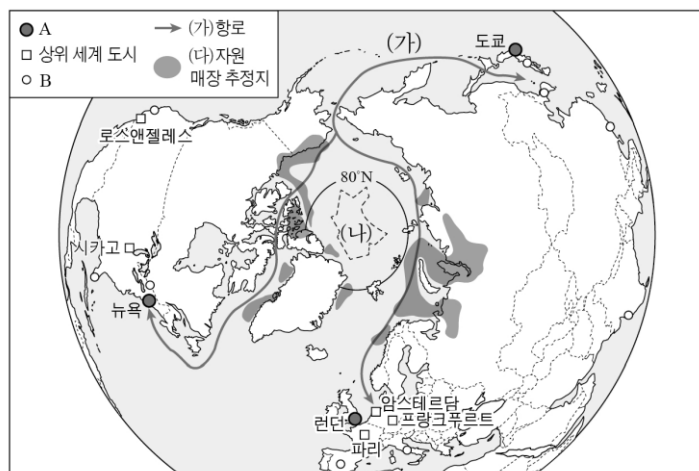 A
상위 세계 도시
B
(가)항로
(다)자원
매장 추정지
(가)
도쿄
로스앤젤레스
80°N
(나)
시카고
뉴욕
암스테르담
런던
프랑크푸르트
파리